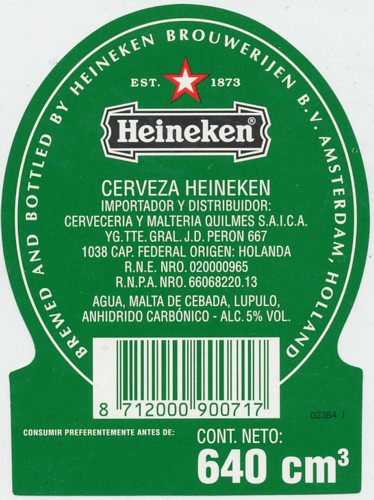 BREWED AND BOTTLED BY HEINEKEN BROUWERIJEN B.V. AMSTERDAM, HOLLAND
EST. 1873
Heineken®
CERVEZA HEINEKEN
IMPORTADOR Y DISTRIBUIDOR:
CERVECERIA Y MALTERIA QUILMES S.A.I.C.A.
YG.TTE. GRAL. J.D. PERON 667
1038 CAP. FEDERAL ORIGEN: HOLANDA
R.N.E. NRO. 020000965
R.N.P.A. NRO. 66068220.13
AGUA, MALTA DE CEBADA, LUPULO,
ANHIDRIDO CARBÓNICO - ALC. 5% VOL.
8 712000 900717
02384 I
CONSUMIR PREFERENTEMENTE ANTES DE:
CONT. NETO:
640 cm³